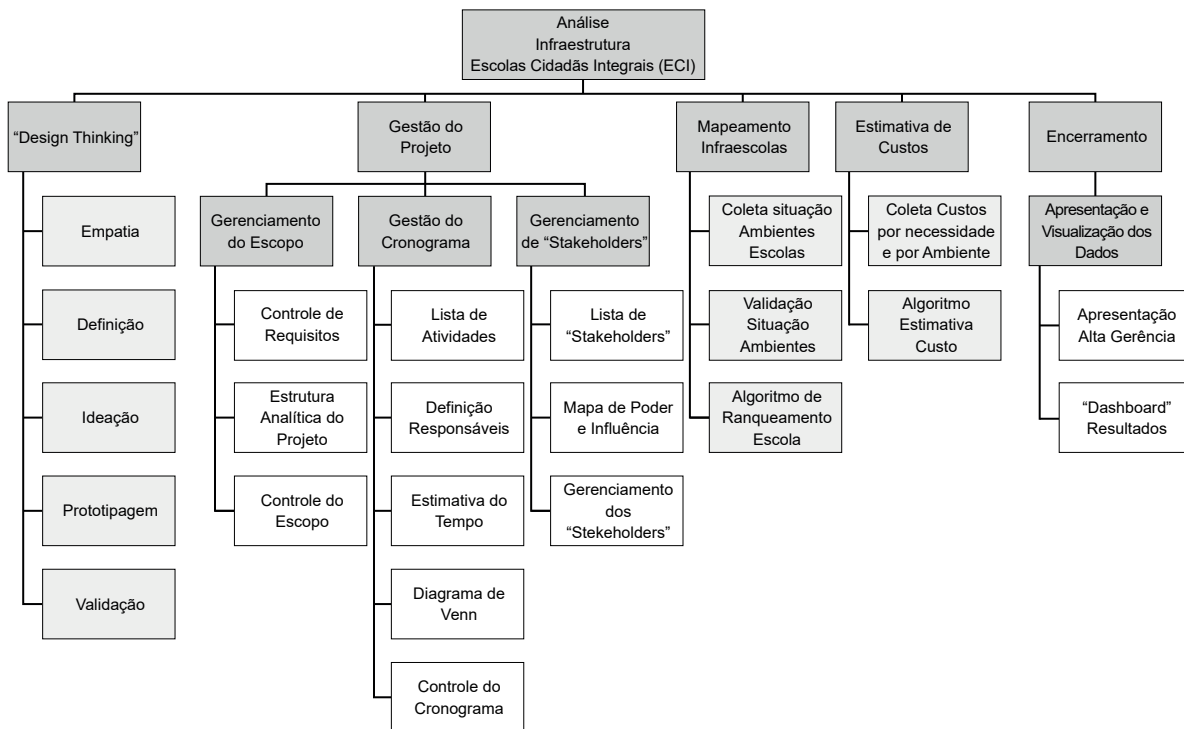 Análise
Infraestrutura
Escolas Cidadãs Integrais (ECI)
“Design Thinking”
Gestão do
Projeto
Mapeamento
Infraescolas
Estimativa de
Custos
Encerramento
Empatia
Definição
Ideação
Prototipagem
Validação
Gerenciamento
do Escopo
Controle de
Requisitos
Estrutura
Analítica do
Projeto
Controle do
Escopo
Gestão do
Cronograma
Lista de
Atividades
Definição
Responsáveis
Estimativa do
Tempo
Diagrama de
Venn
Controle do
Cronograma
Gerenciamento
de “Stakeholders”
Lista de
“Stakeholders”
Mapa de Poder
e Influência
Gerenciamento
dos
“Stekeholders”
Coleta situação
Ambientes
Escolas
Validação
Situação
Ambientes
Algoritmo de
Ranqueamento
Escola
Coleta Custos
por necessidade
e por Ambiente
Algoritmo
Estimativa
Custo
Apresentação e
Visualização dos
Dados
Apresentação
Alta Gerência
“Dashboard”
Resultados